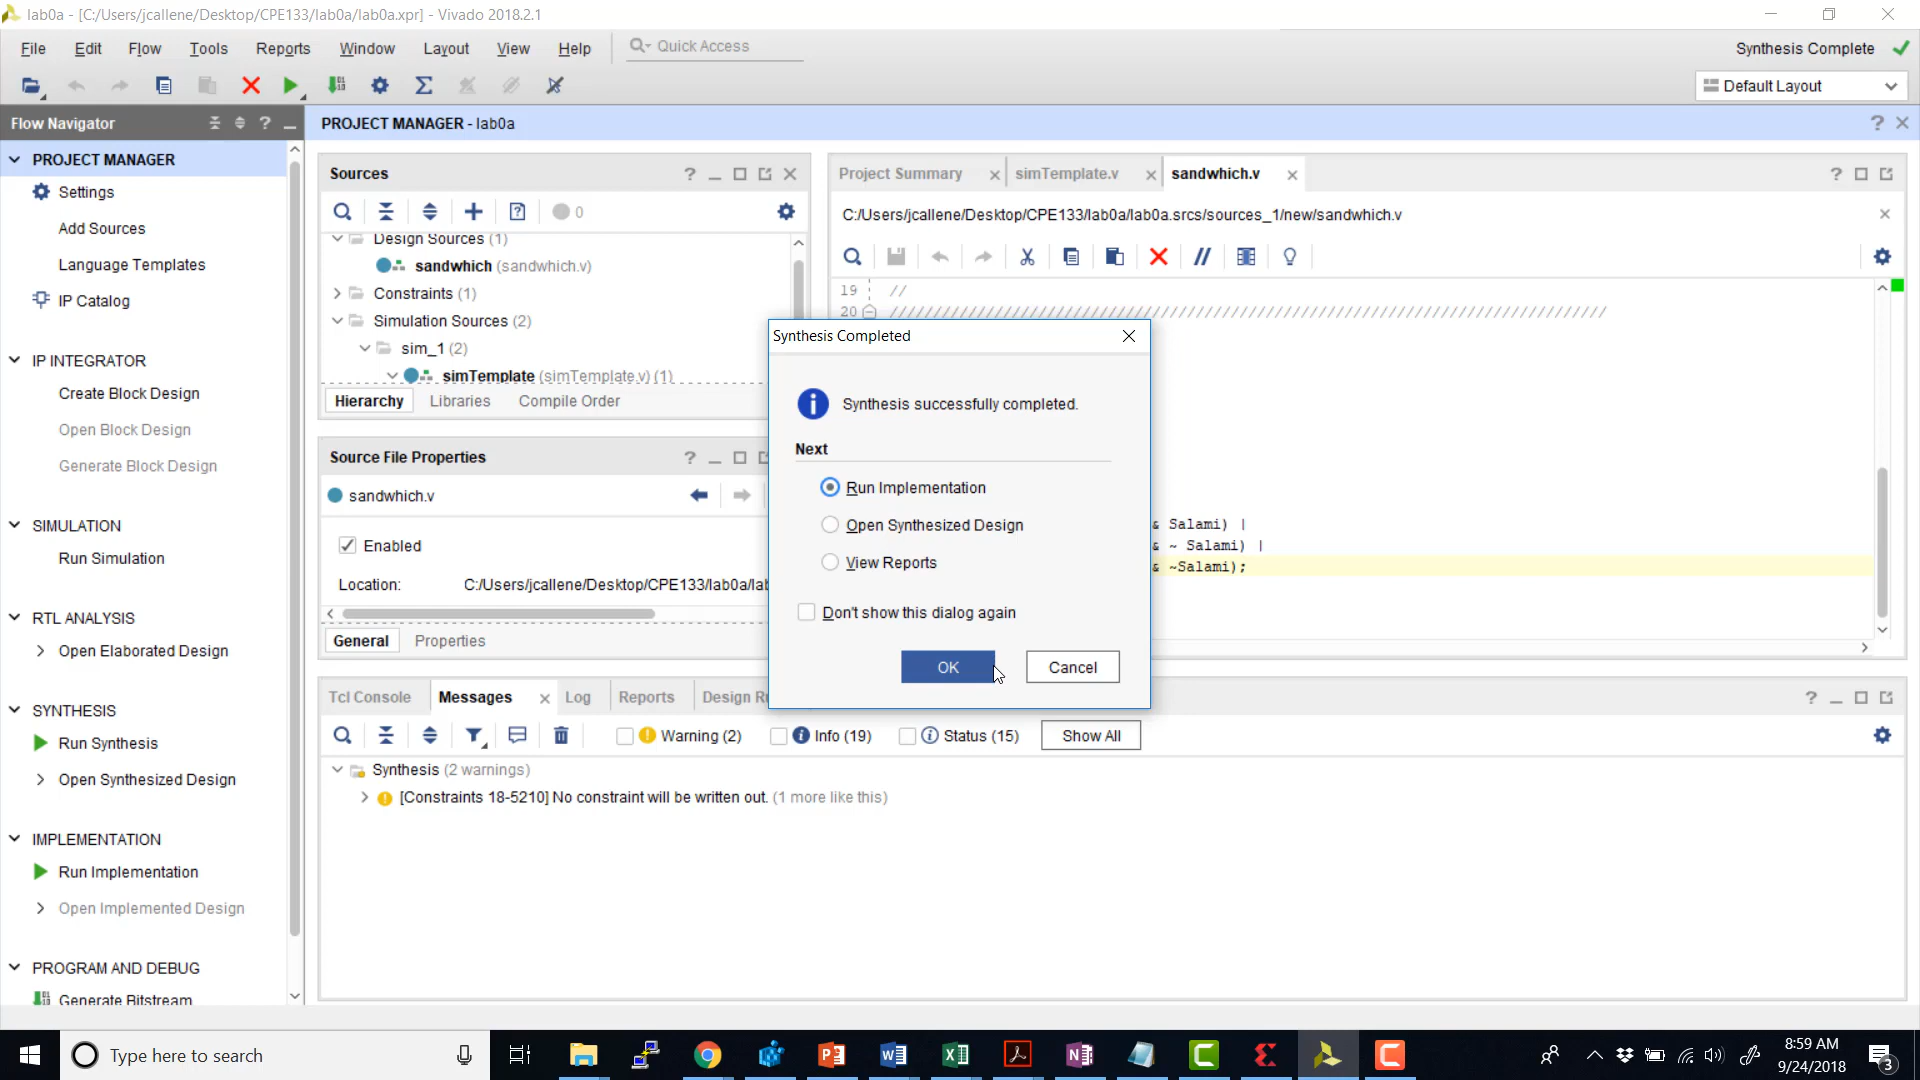 lab0a - [C:/Users/jcallene/Desktop/CPE133/lab0a/lab0a.xpr] - Vivado 2018.2.1
File Edit Flow Tools Reports Window Layout View Help Quick Access Synthesis Complete
Default Layout
Flow Navigator
PROJECT MANAGER - lab0a
PROJECT MANAGER
Settings
Add Sources
Language Templates
IP Catalog
IP INTEGRATOR
Create Block Design
Open Block Design
Generate Block Design
SIMULATION
Run Simulation
RTL ANALYSIS
Open Elaborated Design
SYNTHESIS
Run Synthesis
Open Synthesized Design
IMPLEMENTATION
Run Implementation
Open Implemented Design
PROGRAM AND DEBUG
Generate Bitstream
Sources
0
Design Sources (1)
sandwhich (sandwhich.v)
Constraints (1)
Simulation Sources (2)
sim_1 (2)
simTemplate (simTemplate.v) (1)
Hierarchy Libraries Compile Order
Source File Properties
sandwhich.v
Enabled
Location: C:/Users/jcallene/Desktop/CPE133/lab0a/lab
General Properties
Project Summary simTemplate.v sandwhich.v
C:/Users/jcallene/Desktop/CPE133/lab0a/lab0a.srcs/sources_1/new/sandwhich.v
19 //
20 //////////////////////////////////////////////////////////////////////////////////
& Salami) |
& ~ Salami) |
& ~Salami);
Synthesis Completed
Synthesis successfully completed.
Next
Run Implementation
Open Synthesized Design
View Reports
Don't show this dialog again
OK Cancel
Tcl Console Messages Log Reports Design Ru
Warning (2) Info (19) Status (15) Show All
Synthesis (2 warnings)
[Constraints 18-5210] No constraint will be written out. (1 more like this)
Type here to search
8:59 AM
9/24/2018
3